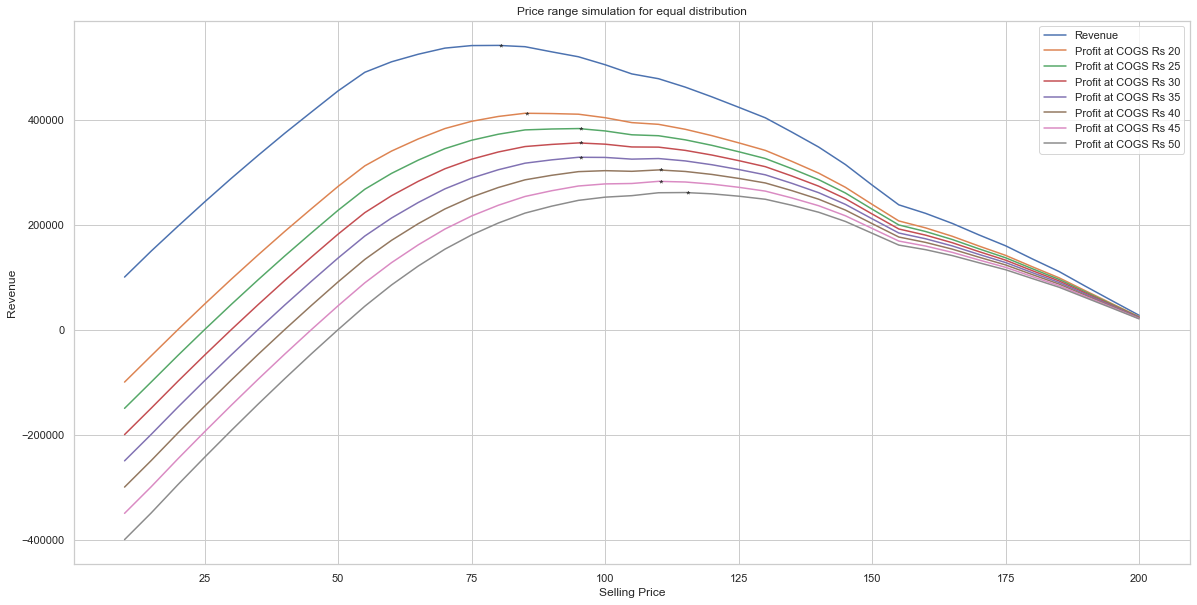 Price range simulation for equal distribution
Revenue
Profit at COGS Rs 20
Profit at COGS Rs 25
Profit at COGS Rs 30
Profit at COGS Rs 35
Profit at COGS Rs 40
Profit at COGS Rs 45
Profit at COGS Rs 50
400000
200000
0
−200000
−400000
Revenue
25 50 75 100 125 150 175 200
Selling Price